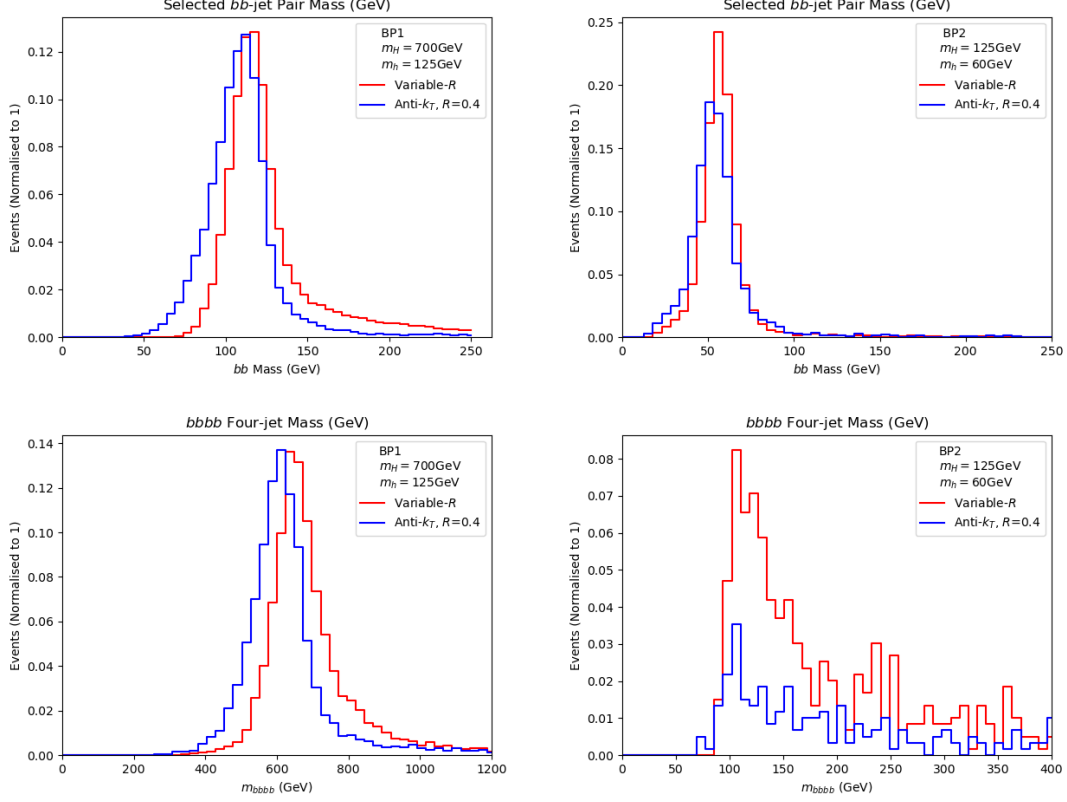 Selected bb-jet Pair Mass (GeV)
0.12
0.10
0.08
0.06
0.04
0.02
0.00
Events (Normalised to 1)
BP1
m_H = 700GeV
m_h = 125GeV
Variable-R
Anti-k_T, R=0.4
0 50 100 150 200 250
bb Mass (GeV)
Selected bb-jet Pair Mass (GeV)
0.25
0.20
0.15
0.10
0.05
0.00
Events (Normalised to 1)
BP2
m_H = 125GeV
m_h = 60GeV
Variable-R
Anti-k_T, R=0.4
0 50 100 150 200 250
bb Mass (GeV)
bbbb Four-jet Mass (GeV)
0.14
0.12
0.10
0.08
0.06
0.04
0.02
0.00
Events (Normalised to 1)
BP1
m_H = 700GeV
m_h = 125GeV
Variable-R
Anti-k_T, R=0.4
0 200 400 600 800 1000 1200
m_bbbb (GeV)
bbbb Four-jet Mass (GeV)
0.08
0.07
0.06
0.05
0.04
0.03
0.01
0.01
0.00
Events (Normalised to 1)
BP2
m_H = 125GeV
m_h = 60GeV
Variable-R
Anti-k_T, R=0.4
0 50 100 150 200 250 300 350 400
m_bbbb (GeV)